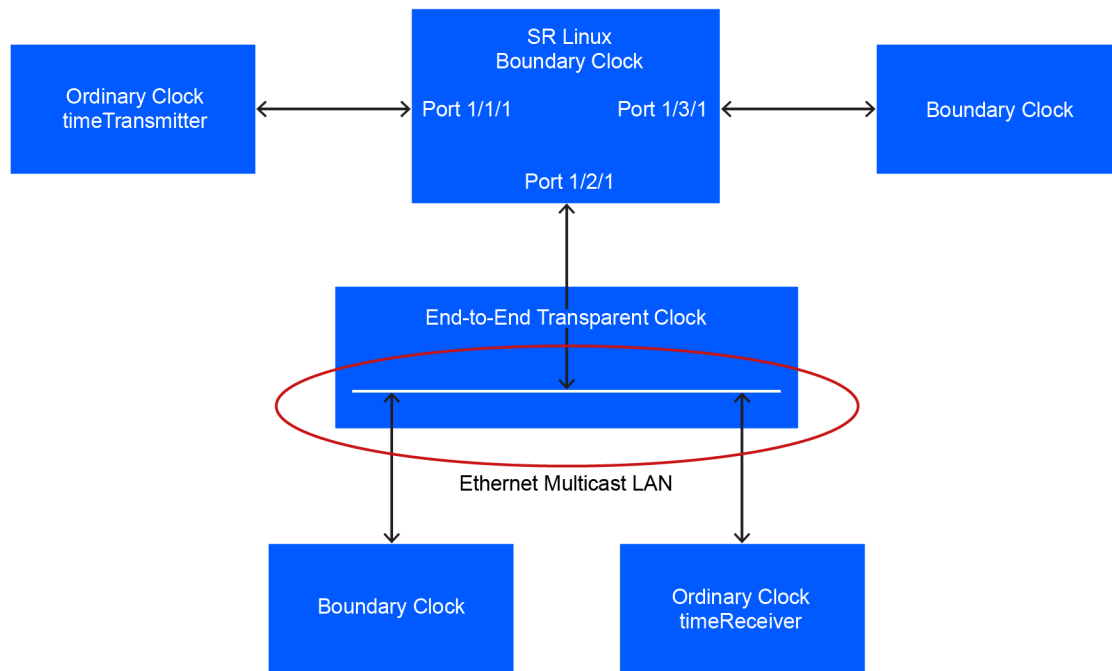 SR Linux
Boundary Clock
Ordinary Clock
timeTransmitter
Port 1/1/1
Port 1/3/1
Boundary Clock
Port 1/2/1
End-to-End Transparent Clock
Ethernet Multicast LAN
Boundary Clock
Ordinary Clock
timeReceiver